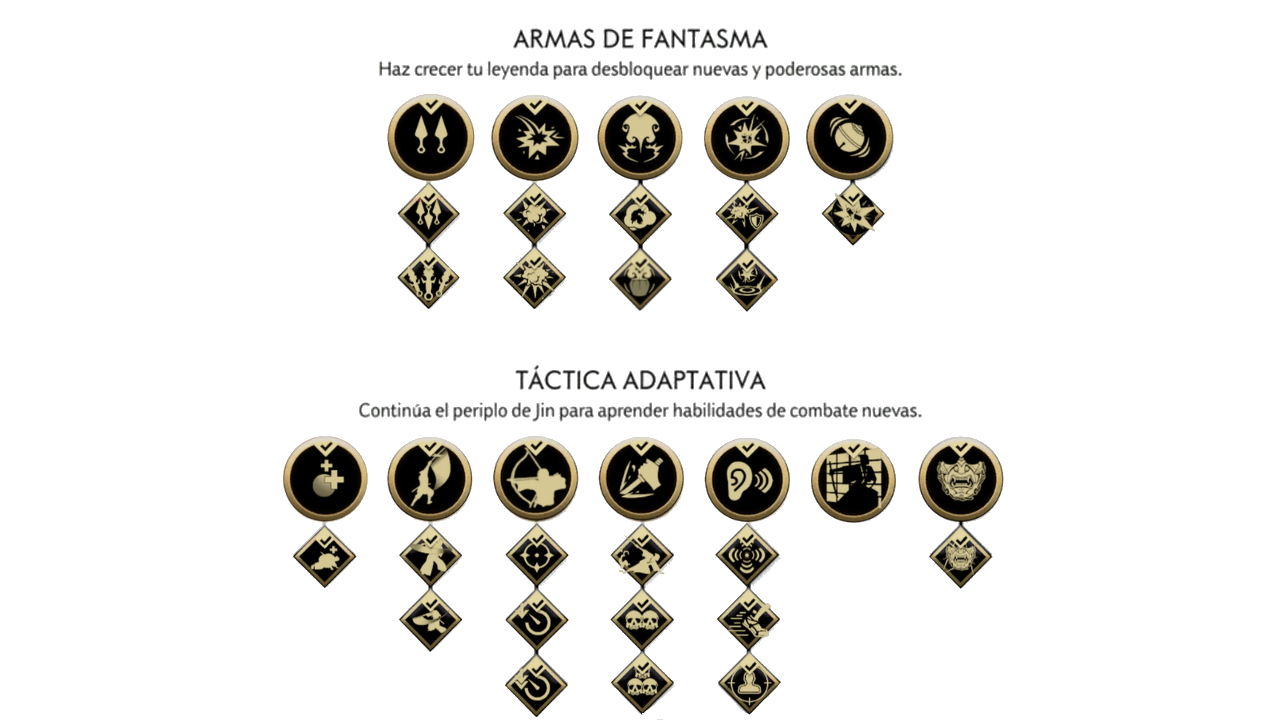 ARMAS DE FANTASMA
Haz crecer tu leyenda para desbloquear nuevas y poderosas armas.
TÁCTICA ADAPTATIVA
Continúa el periplo de Jin para aprender habilidades de combate nuevas.